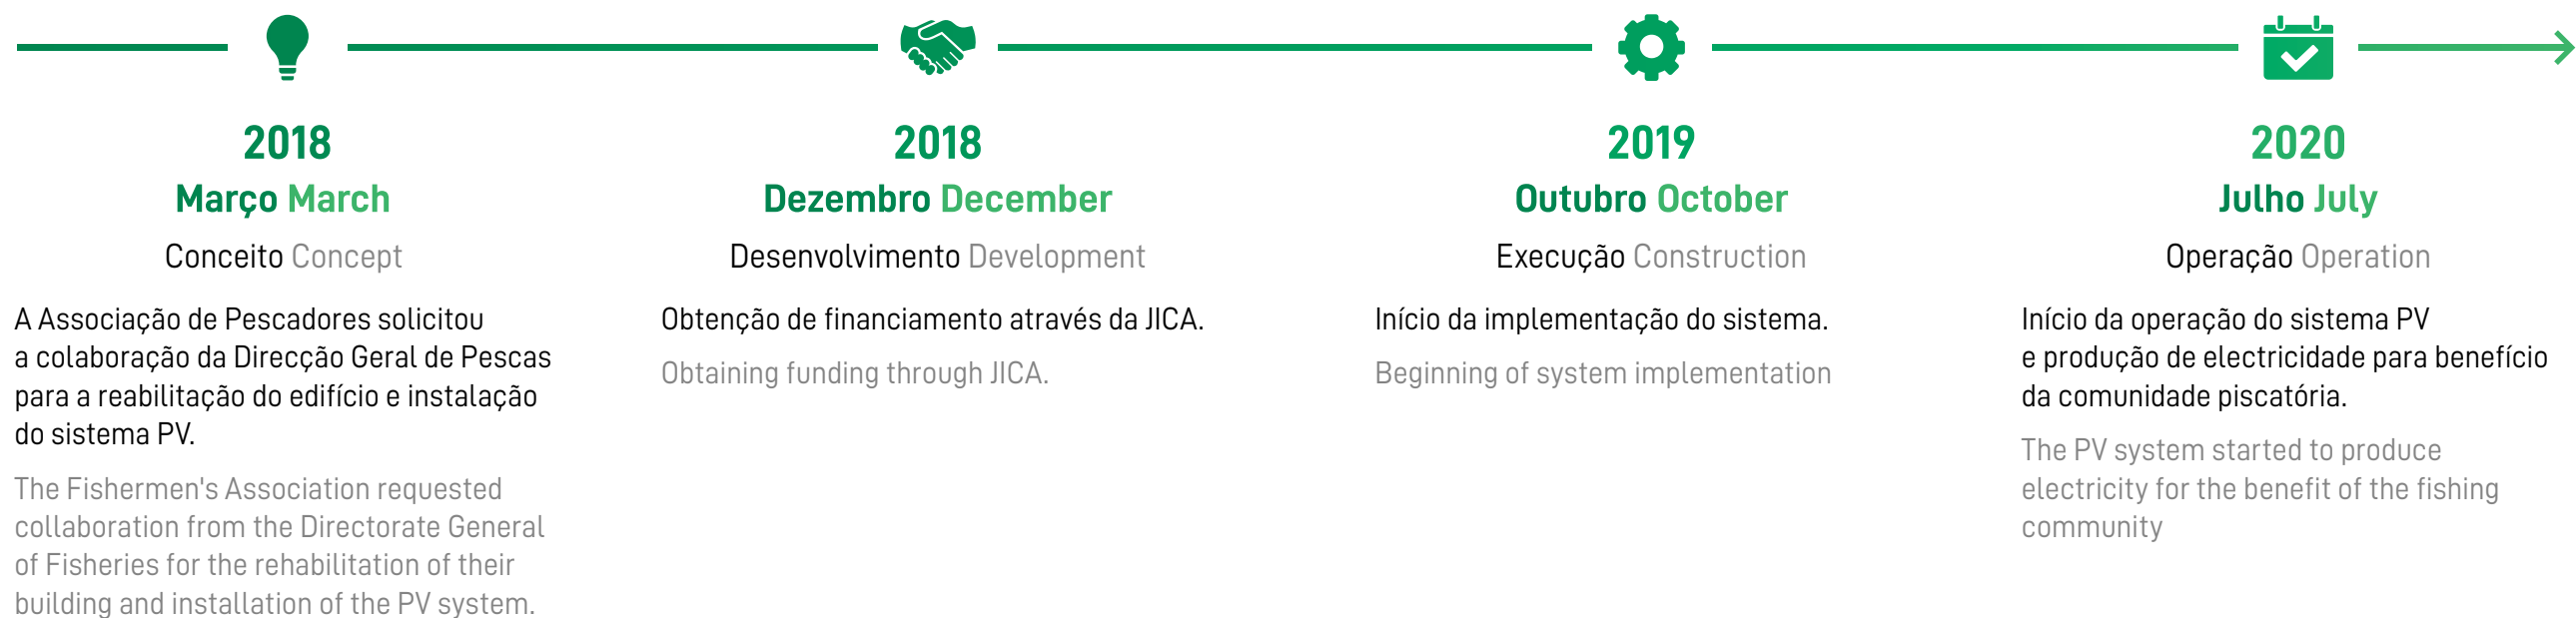 2018
Março March
Conceito Concept
A Associação de Pescadores solicitou
a colaboração da Direcção Geral de Pescas
para a reabilitação do edifício e instalação
do sistema PV.
The Fishermen's Association requested
collaboration from the Directorate General
of Fisheries for the rehabilitation of their
building and installation of the PV system.
2018
Dezembro December
Desenvolvimento Development
Obtenção de financiamento através da JICA.
Obtaining funding through JICA.
2019
Outubro October
Execução Construction
Início da implementação do sistema.
Beginning of system implementation
2020
Julho July
Operação Operation
Início da operação do sistema PV
e produção de electricidade para benefício
da comunidade piscatória.
The PV system started to produce
electricity for the benefit of the fishing
community